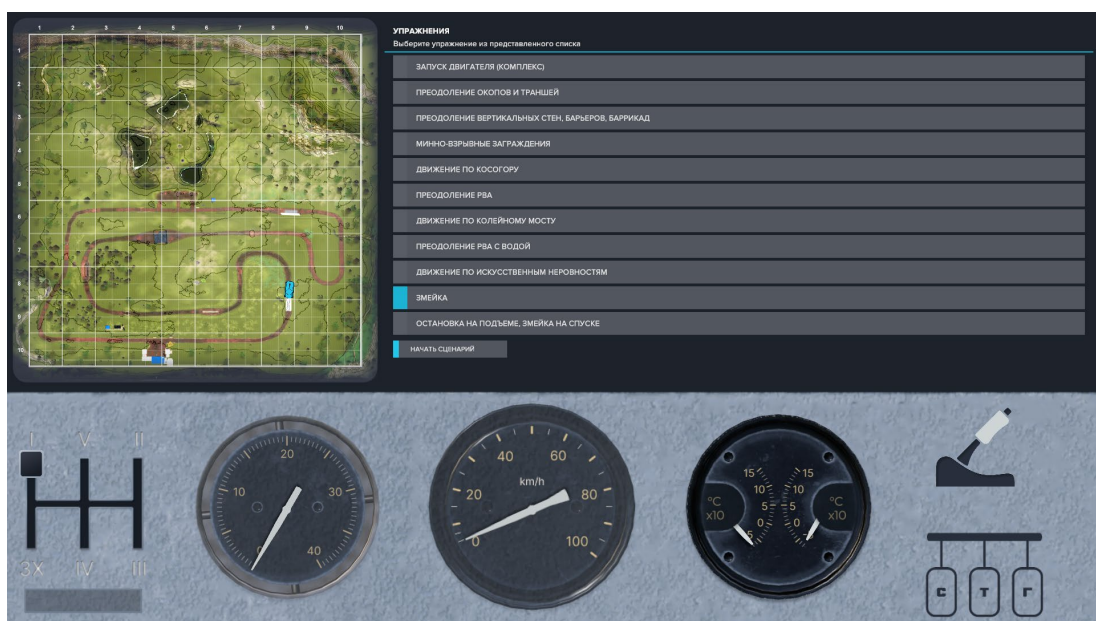 1 2 3 4 5 6 7 8 9 10
1
2
3
4
5
6
7
8
9
10
УПРАЖНЕНИЯ
Выберите упражнение из представленного списка
ЗАПУСК ДВИГАТЕЛЯ (КОМПЛЕКС)
ПРЕОДОЛЕНИЕ ОКОПОВ И ТРАНШЕЙ
ПРЕОДОЛЕНИЕ ВЕРТИКАЛЬНЫХ СТЕН, БАРЬЕРОВ, БАРРИКАД
МИННО-ВЗРЫВНЫЕ ЗАГРАЖДЕНИЯ
ДВИЖЕНИЕ ПО КОСОГОРУ
ПРЕОДОЛЕНИЕ РВА
ДВИЖЕНИЕ ПО КОЛЕЙНОМУ МОСТУ
ПРЕОДОЛЕНИЕ РВА С ВОДОЙ
ДВИЖЕНИЕ ПО ИСКУССТВЕННЫМ НЕРОВНОСТЯМ
ЗМЕЙКА
ОСТАНОВКА НА ПОДЪЕМЕ, ЗМЕЙКА НА СПУСКЕ
НАЧАТЬ СЦЕНАРИЙ
I V II
ЗХ IV III
0 10 20 30 40
km/h
0 20 40 60 80 100
15 15
10 10
5 5
0 0
5
°C x10
°C x10
С Т Г